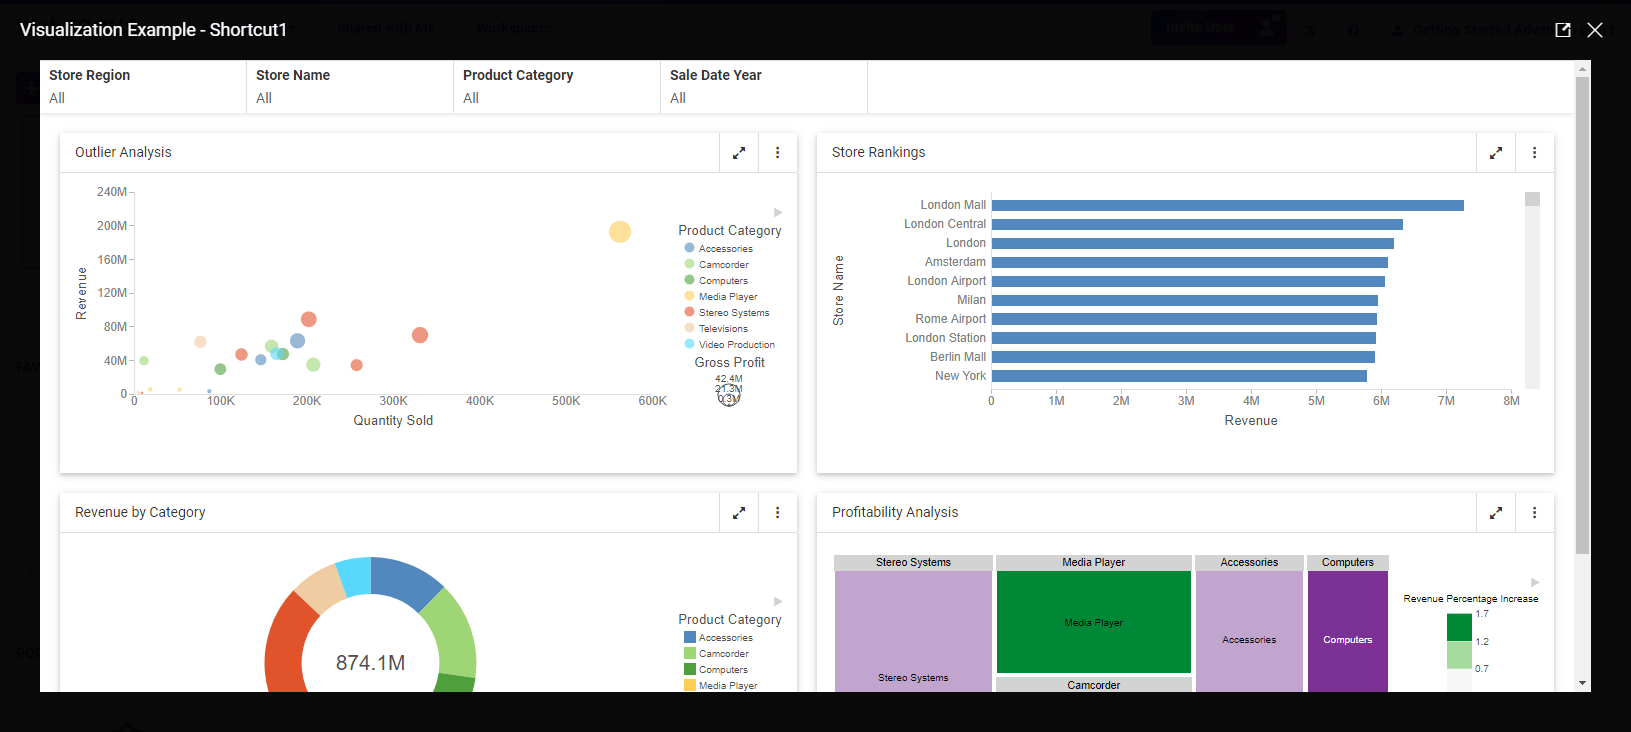 Visualization Example - Shortcut1
Shared with Me
Workspaces
Invite User
Store Region
All
Store Name
All
Product Category
All
Sale Date Year
All
Outlier Analysis
240M
200M
160M
120M
80M
40M
0
Revenue
0
100K
200K
300K
400K
500K
600K
Quantity Sold
Product Category
Accessories
Camcorder
Computers
Media Player
Stereo Systems
Televisions
Video Production
Gross Profit
42.4M
21.3M
0.3M
Store Rankings
Store Name
London Mall
London Central
London
Amsterdam
London Airport
Milan
Rome Airport
London Station
Berlin Mall
New York
0
1M
2M
3M
4M
5M
6M
7M
8M
Revenue
Revenue by Category
874.1M
Product Category
Accessories
Camcorder
Computers
Media Player
Profitability Analysis
Stereo Systems
Media Player
Accessories
Computers
Media Player
Accessories
Computers
Stereo Systems
Camcorder
Revenue Percentage Increase
1.7
1.2
0.7